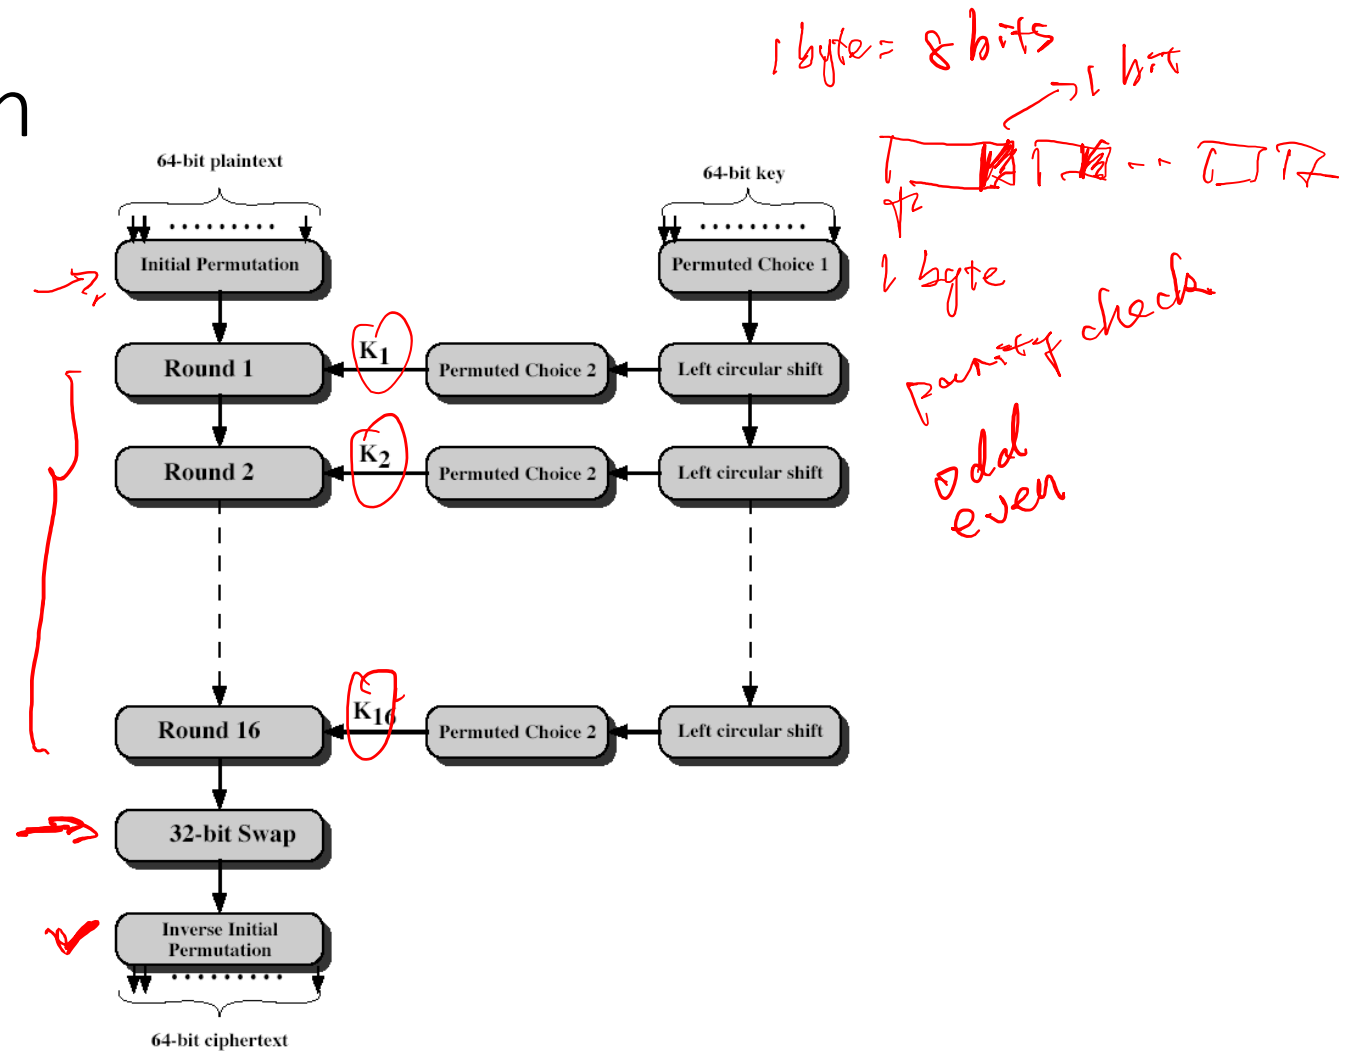 n
1 byte = 8 bits
1 bit
64-bit plaintext
64-bit key
Initial Permutation
Permuted Choice 1
1 byte
parity check
odd
even
Round 1
K1
Permuted Choice 2
Left circular shift
Round 2
K2
Permuted Choice 2
Left circular shift
Round 16
K16
Permuted Choice 2
Left circular shift
32-bit Swap
Inverse Initial
Permutation
64-bit ciphertext